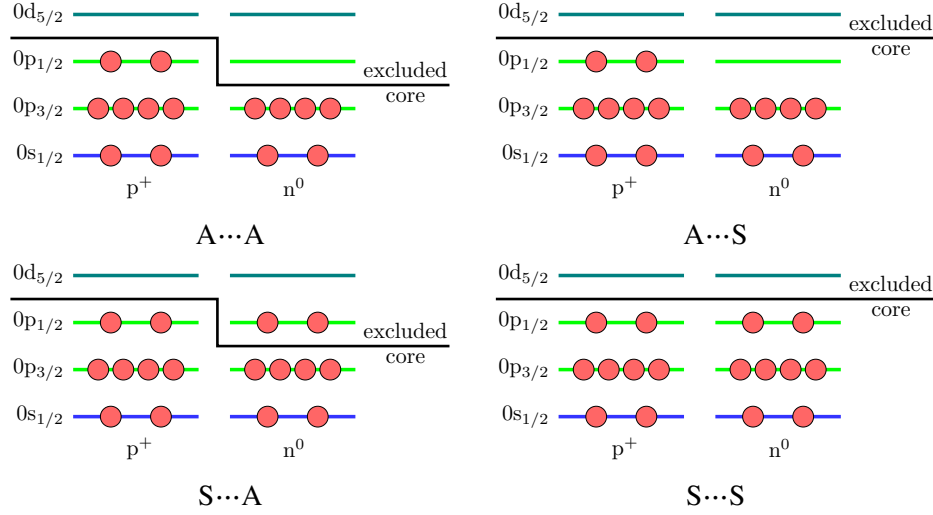 0d5/2
0p1/2
excluded
core
0p3/2
0s1/2
p+
n0
A···A
0d5/2
0p1/2
excluded
core
0p3/2
0s1/2
p+
n0
A···S
0d5/2
0p1/2
excluded
core
0p3/2
0s1/2
p+
n0
S···A
0d5/2
excluded
core
0p1/2
0p3/2
0s1/2
p+
n0
S···S